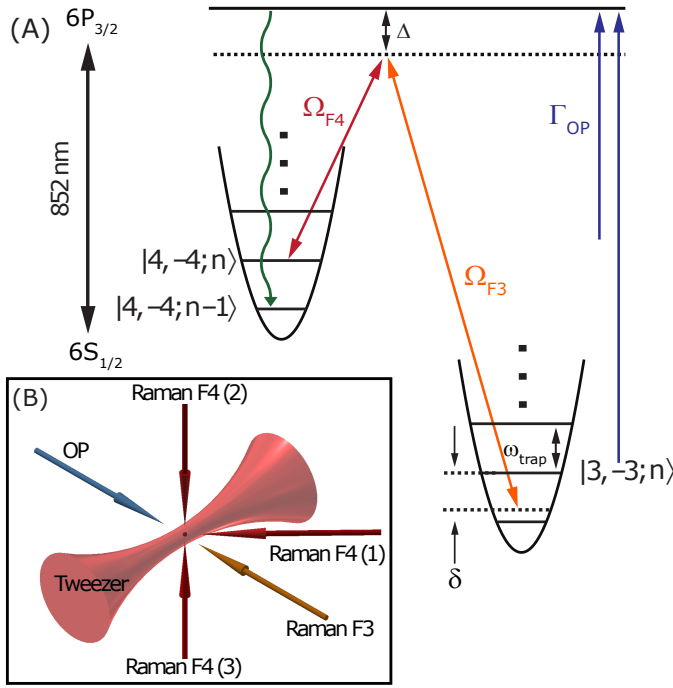 (A)
6P3/2
Δ
ΩF4
ΓOP
852 nm
|4,−4;n⟩
ΩF3
|4,−4;n−1⟩
6S1/2
ωtrap
|3,−3;n⟩
δ
(B)
Raman F4 (2)
OP
Raman F4 (1)
Tweezer
Raman F3
Raman F4 (3)